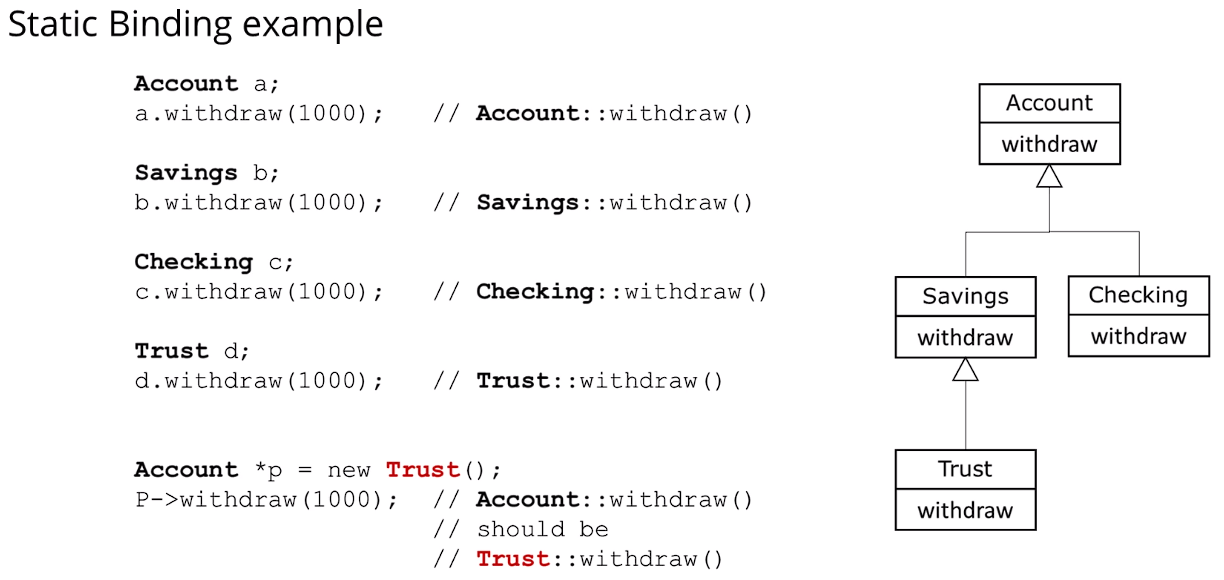 Static Binding example
Account a;
a.withdraw(1000);   // Account::withdraw()
Savings b;
b.withdraw(1000);   // Savings::withdraw()
Checking c;
c.withdraw(1000);   // Checking::withdraw()
Trust d;
d.withdraw(1000);   // Trust::withdraw()
Account *p = new Trust();
P->withdraw(1000);  // Account::withdraw()
// should be
// Trust::withdraw()
Account
withdraw
Savings
withdraw
Checking
withdraw
Trust
withdraw